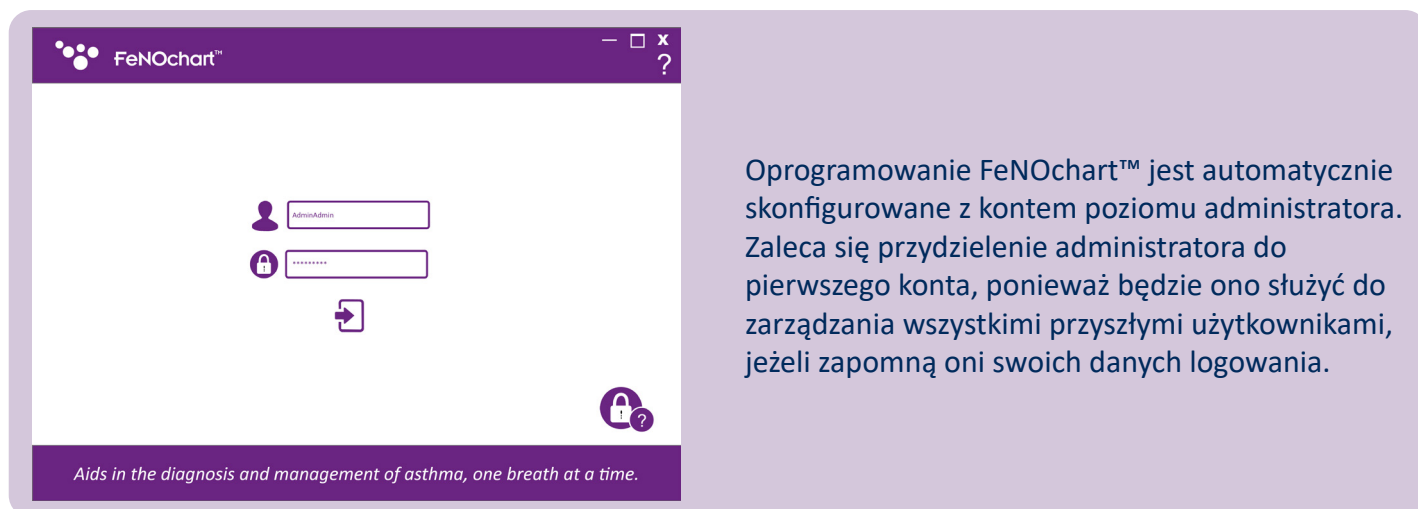 FeNOchart™
?
AdminAdmin
*********
?
Aids in the diagnosis and management of asthma, one breath at a time.
Oprogramowanie FeNOchart™ jest automatycznie
skonfigurowane z kontem poziomu administratora.
Zaleca się przydzielenie administratora do
pierwszego konta, ponieważ będzie ono służyć do
zarządzania wszystkimi przyszłymi użytkownikami,
jeżeli zapomną oni swoich danych logowania.